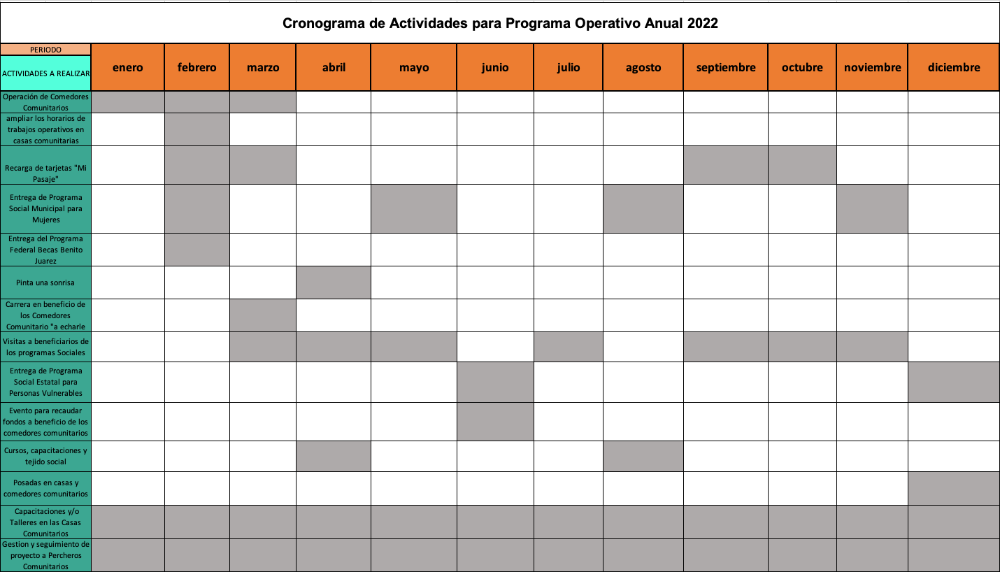 Cronograma de Actividades para Programa Operativo Anual 2022
PERIODO
ACTIVIDADES A REALIZAR
enero
febrero
marzo
abril
mayo
junio
julio
agosto
septiembre
octubre
noviembre
diciembre
Operación de Comedores
Comunitarios
ampliar los horarios de
trabajos operativos en
casas comunitarias
Recarga de tarjetas "Mi
Pasaje"
Entrega de Programa
Social Municipal para
Mujeres
Entrega del Programa
Federal Becas Benito
Juarez
Pinta una sonrisa
Carrera en beneficio de
los Comedores
Comunitario "a echarle
Visitas a beneficiarios de
los programas Sociales
Entrega de Programa
Social Estatal para
Personas Vulnerables
Evento para recaudar
fondos a beneficio de los
comedores comunitarios
Cursos, capacitaciones y
tejido social
Posadas en casas y
comedores comunitarios
Capacitaciones y/o
Talleres en las Casas
Comunitarios
Gestion y seguimiento de
proyecto a Percheros
Comunitarios